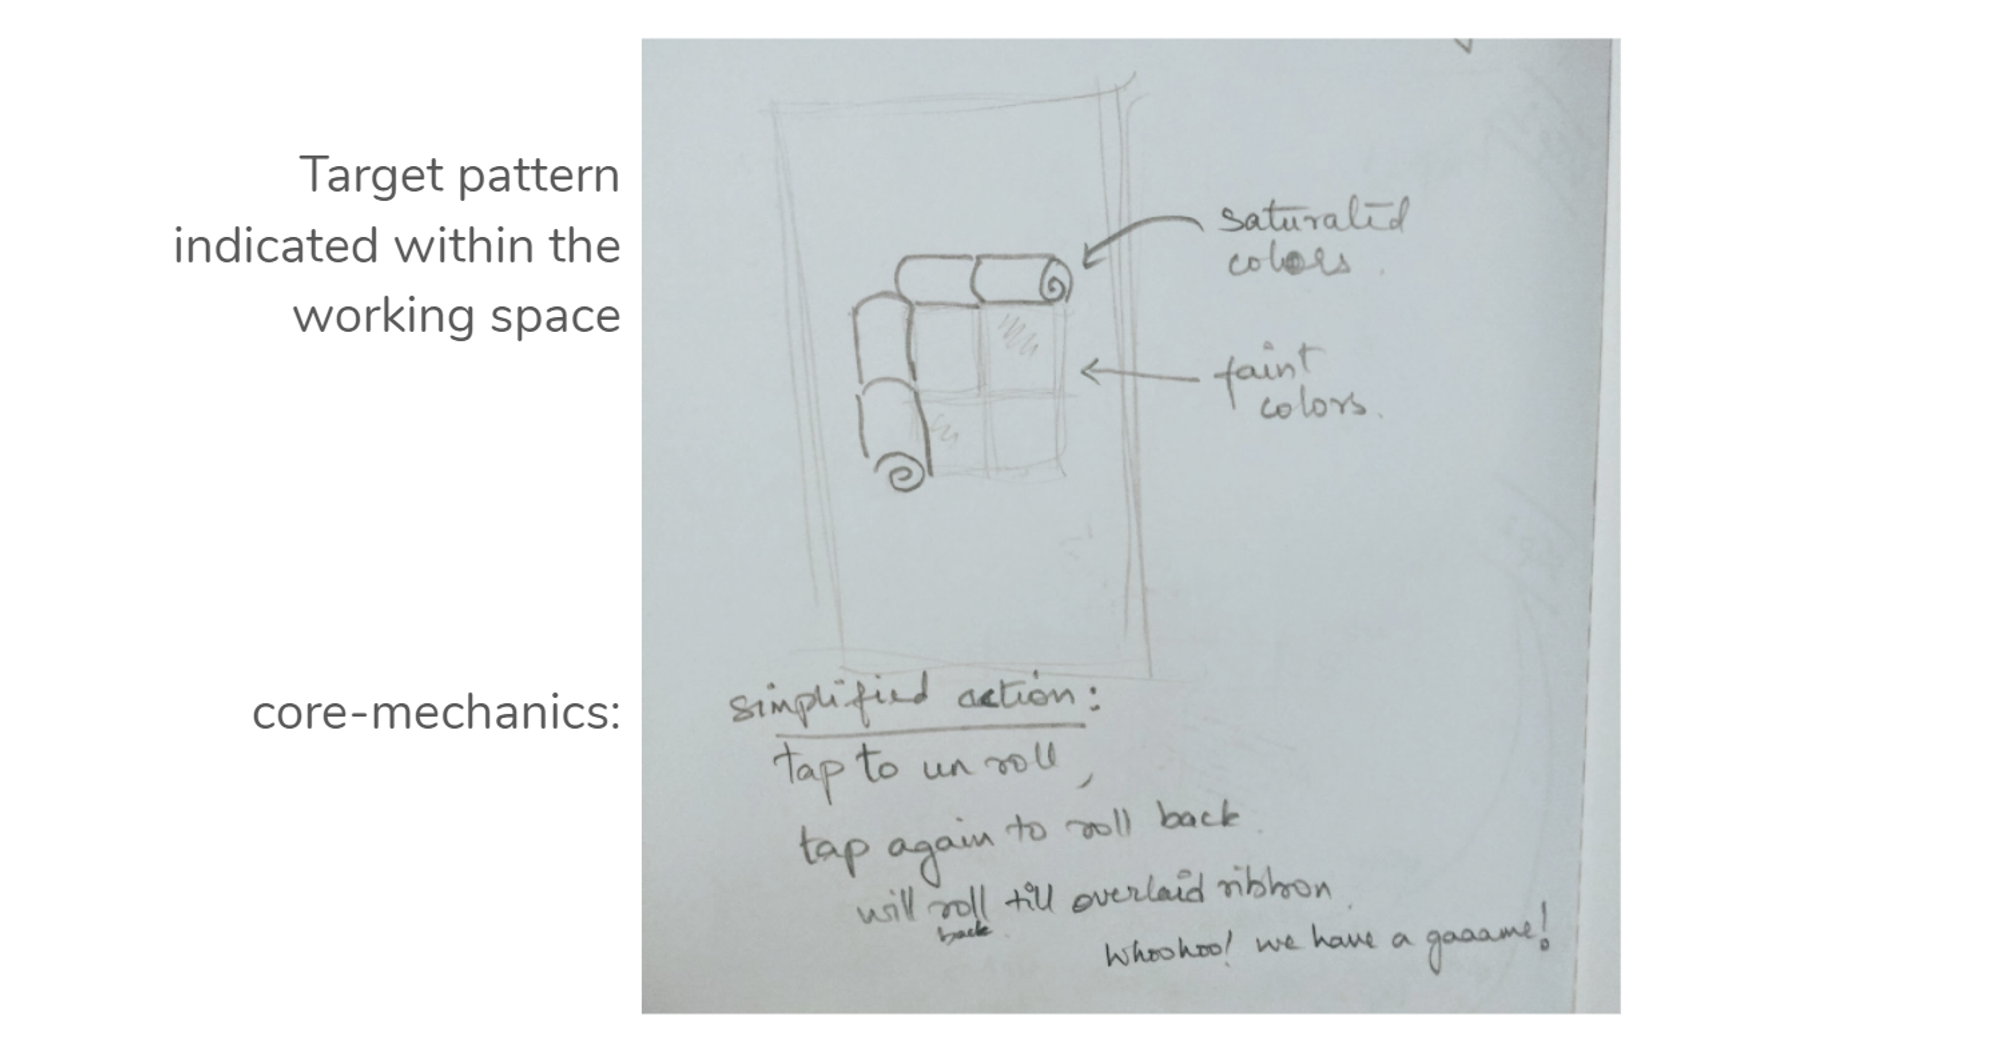 Target pattern
indicated within the
working space
saturated
colors.
faint
colors.
core-mechanics:
simplified action:
tap to un roll,
tap again to roll back.
will roll till overlaid ribbon.
back
Whoohoo! we have a gaaame!